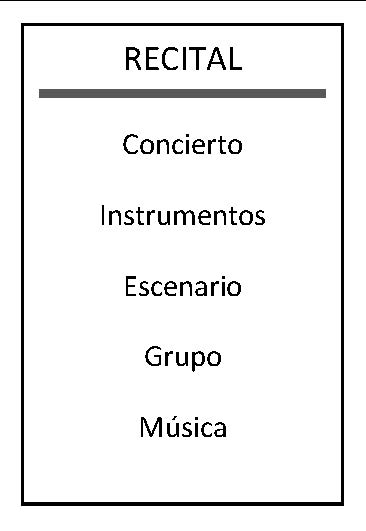 RECITAL
Concierto
Instrumentos
Escenario
Grupo
Música